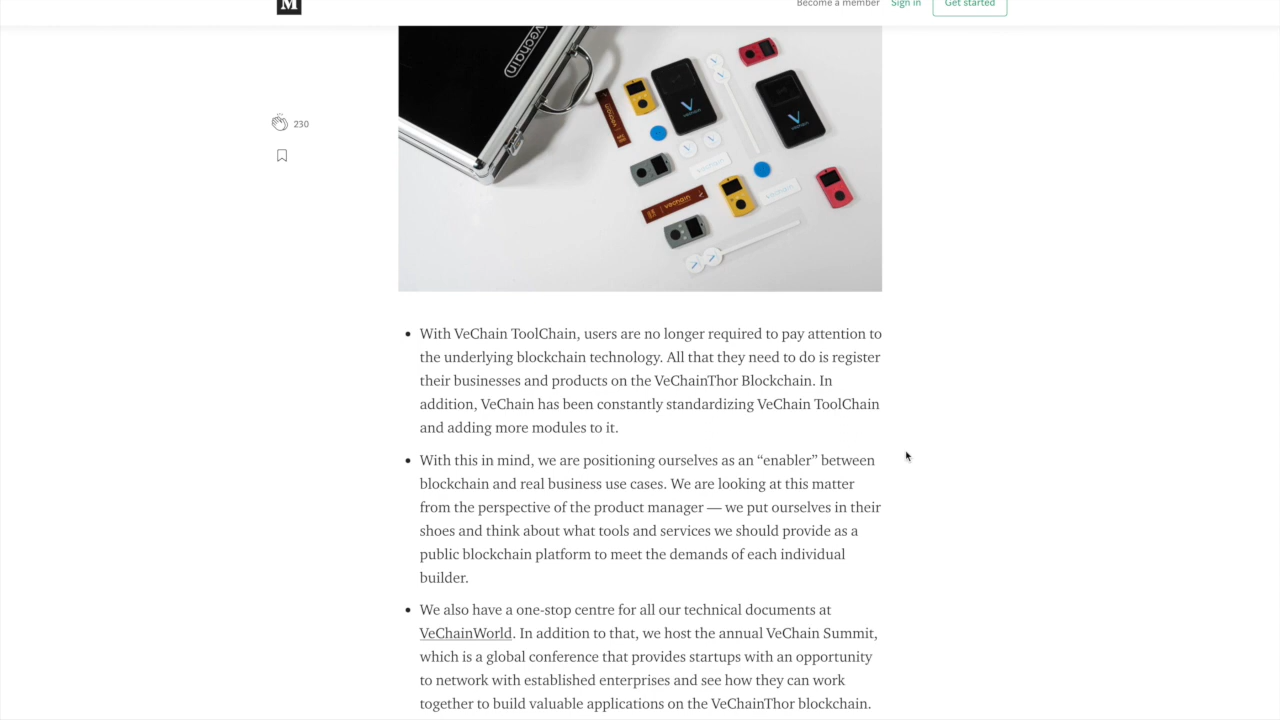 M
Become a member Sign in Get started
vechain
230
With VeChain ToolChain, users are no longer required to pay attention to
the underlying blockchain technology. All that they need to do is register
their businesses and products on the VeChainThor Blockchain. In
addition, VeChain has been constantly standardizing VeChain ToolChain
and adding more modules to it.
With this in mind, we are positioning ourselves as an “enabler” between
blockchain and real business use cases. We are looking at this matter
from the perspective of the product manager — we put ourselves in their
shoes and think about what tools and services we should provide as a
public blockchain platform to meet the demands of each individual
builder.
We also have a one-stop centre for all our technical documents at
VeChainWorld. In addition to that, we host the annual VeChain Summit,
which is a global conference that provides startups with an opportunity
to network with established enterprises and see how they can work
together to build valuable applications on the VeChainThor blockchain.